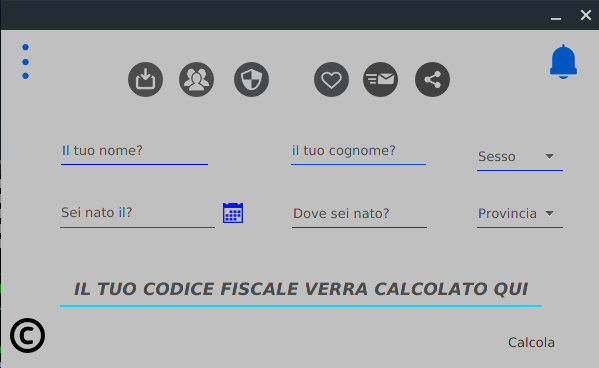 Il tuo nome?
il tuo cognome?
Sesso
Sei nato il?
Dove sei nato?
Provincia
IL TUO CODICE FISCALE VERRA CALCOLATO QUI
©
Calcola